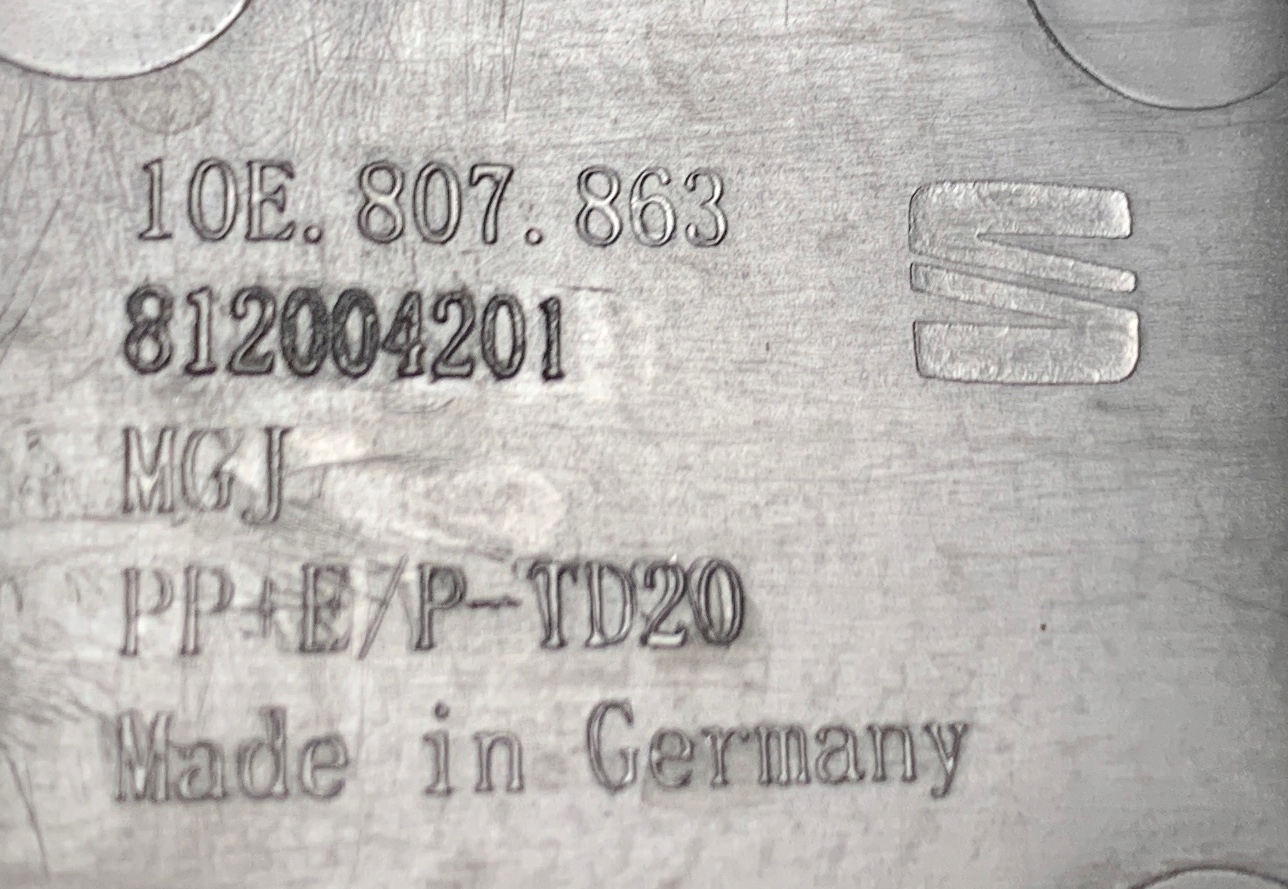 10E.807.863
812004201
MGJ
PP+E/P-TD20
Made in Germany